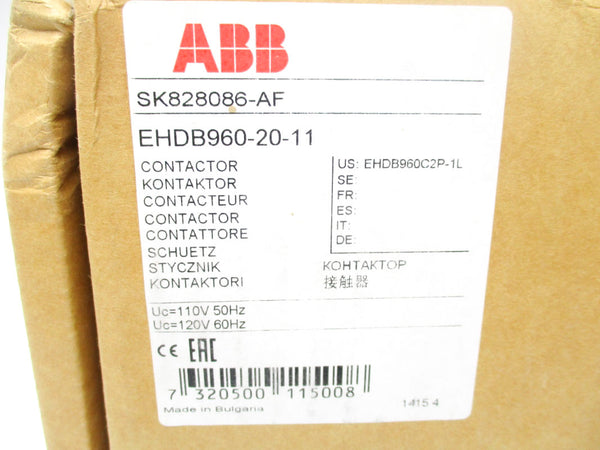 ABB
SK828086-AF
EHDB960-20-11
CONTACTOR
KONTAKTOR
CONTACTEUR
CONTACTOR
CONTATTORE
SCHUETZ
STYCZNIK
KONTAKTORI
US: EHDB960C2P-1L
SE:
FR:
ES:
IT:
DE:
КОНТАКТОР
接触器
Uc=110V 50Hz
Uc=120V 60Hz
CE EAC
7 320500 115008
Made in Bulgaria
1415 4